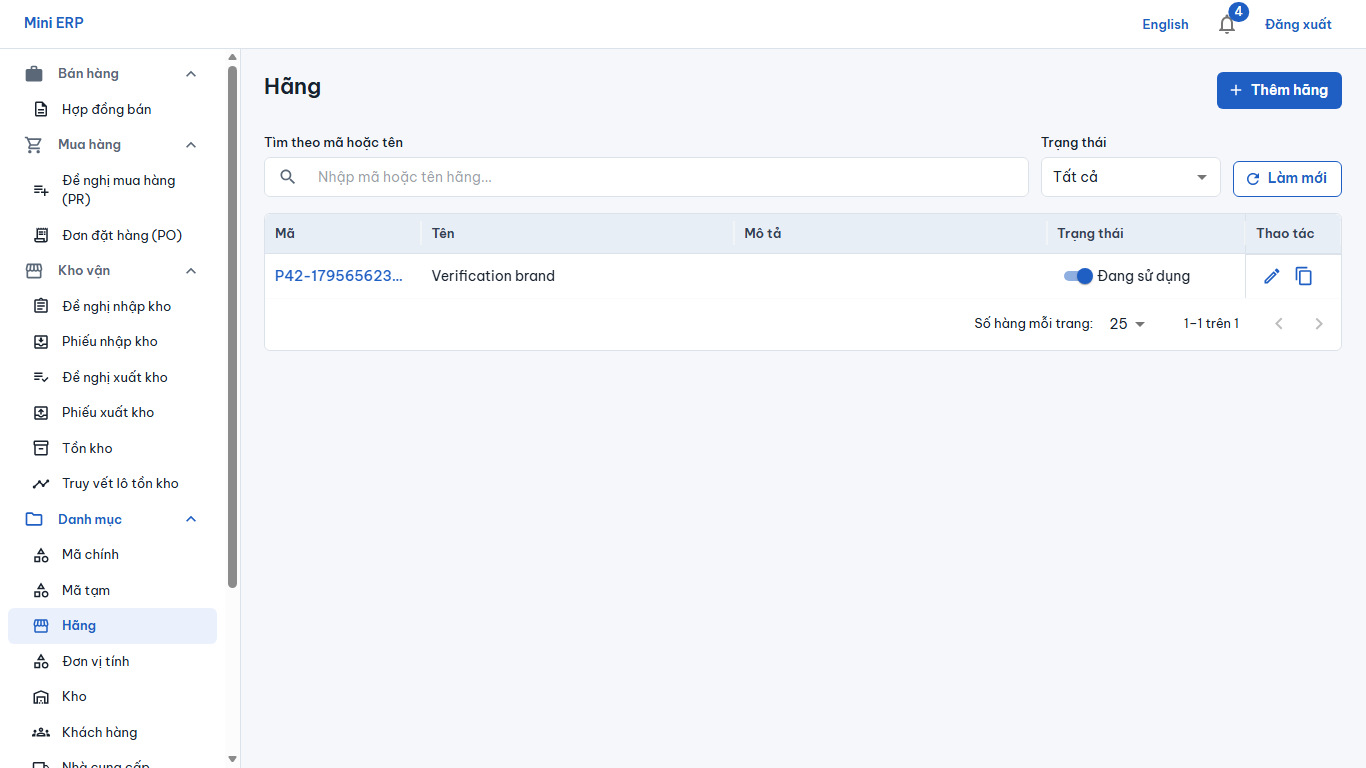 Mini ERP
English
4
Đăng xuất
Bán hàng
Hợp đồng bán
Mua hàng
Đề nghị mua hàng
(PR)
Đơn đặt hàng (PO)
Kho vận
Đề nghị nhập kho
Phiếu nhập kho
Đề nghị xuất kho
Phiếu xuất kho
Tồn kho
Truy vết lô tồn kho
Danh mục
Mã chính
Mã tạm
Hãng
Đơn vị tính
Kho
Khách hàng
Nhà cung cấp
Hãng
Thêm hãng
Tìm theo mã hoặc tên
Nhập mã hoặc tên hãng...
Trạng thái
Tất cả
Làm mới
Mã Tên Mô tả Trạng thái Thao tác
P42-179565623... Verification brand Đang sử dụng
Số hàng mỗi trang: 25 1–1 trên 1